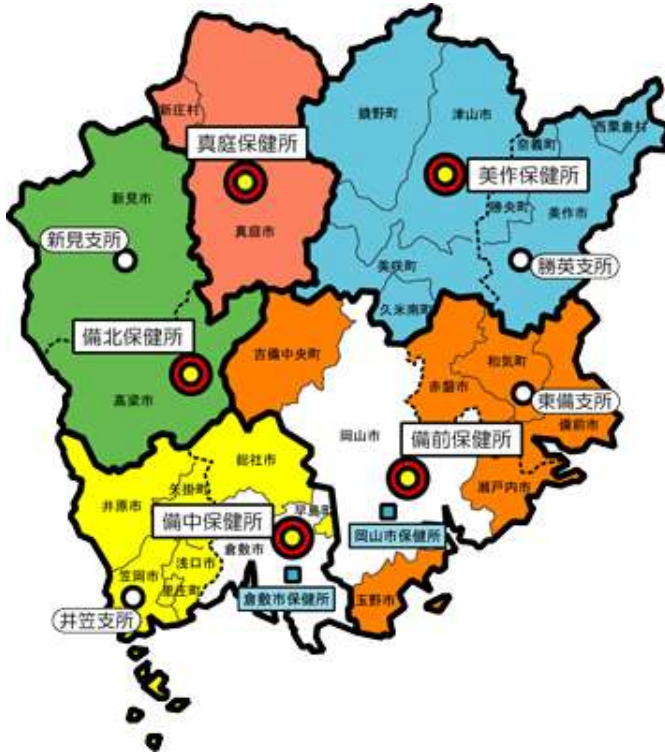 新庄村
真庭保健所
真庭市
鏡野町
津山市
奈義町
西粟倉村
美作保健所
勝央町
美作市
美咲町
久米南町
勝英支所
新見市
新見支所
備北保健所
高梁市
吉備中央町
岡山市
赤磐市
和気町
東備支所
備前市
備前保健所
瀬戸内市
岡山市保健所
玉野市
総社市
矢掛町
井原市
備中保健所
早島町
倉敷市
浅口市
笠岡市
里庄町
倉敷市保健所
井笠支所